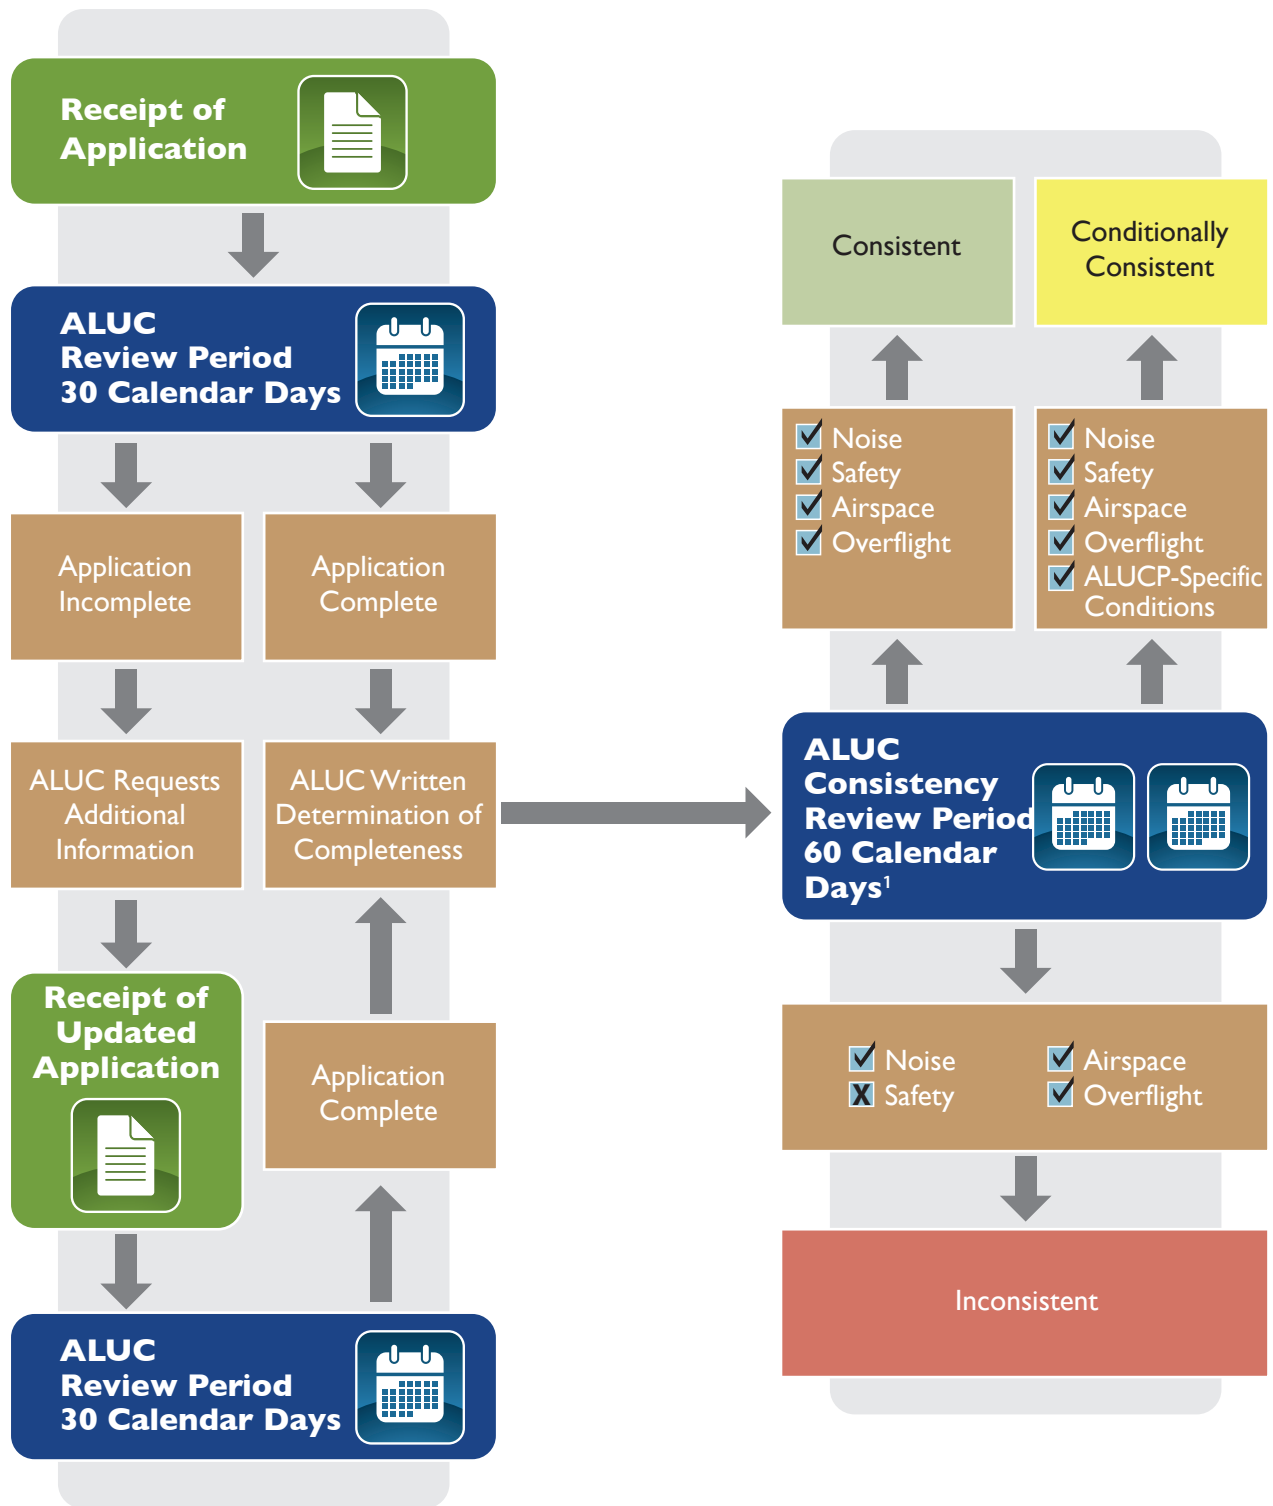 Receipt of
Application
ALUC
Review Period
30 Calendar Days
Application
Incomplete
Application
Complete
ALUC Requests
Additional
Information
ALUC Written
Determination of
Completeness
Receipt of
Updated
Application
Application
Complete
ALUC
Review Period
30 Calendar Days
Consistent
Conditionally
Consistent
Noise
Safety
Airspace
Overflight
Noise
Safety
Airspace
Overflight
ALUCP-Specific
Conditions
ALUC
Consistency
Review Period
60 Calendar
Days¹
Noise
X Safety
Airspace
Overflight
Inconsistent